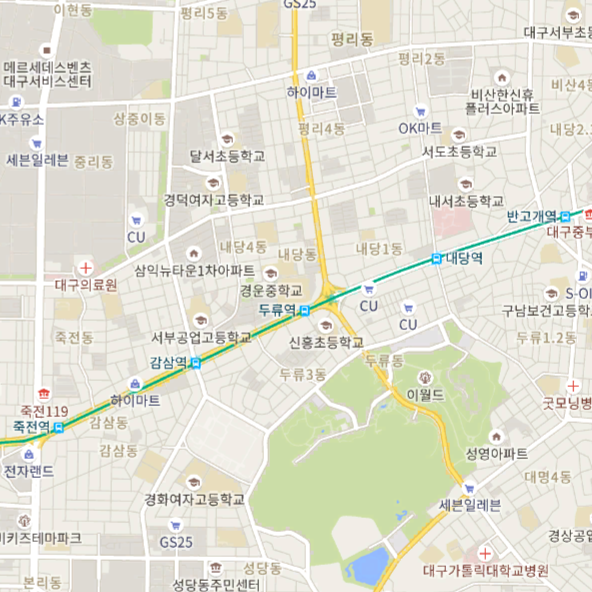 GS25
이현동
평리5동
대구서부초등
평리동
평리2동
메르세데스벤츠
대구서비스센터
하이마트
비산한신휴
플러스아파트
비산4동
K주유소
상중이동
OK마트
평리4동
내당2.3
세븐일레븐
중리동
달서초등학교
서도초등학교
경덕여자고등학교
내서초등학교
반고개역
CU
대구중부
내당4동
내당동
내당1동
내당역
삼익뉴타운1차아파트
대구의료원
경운중학교
CU
S-OI
두류역
CU
구남보건고등학교
죽전동
서부공업고등학교
신흥초등학교
두류1.2동
감삼역
두류동
두류3동
하이마트
이월드
죽전119
굿모닝병
죽전역
감삼동
감삼동
성영아파트
전자랜드
대명4동
경화여자고등학교
세븐일레븐
비키즈테마파크
GS25
경상공업
성당동
대구가톨릭대학교병원
본리동
성당동주민센터